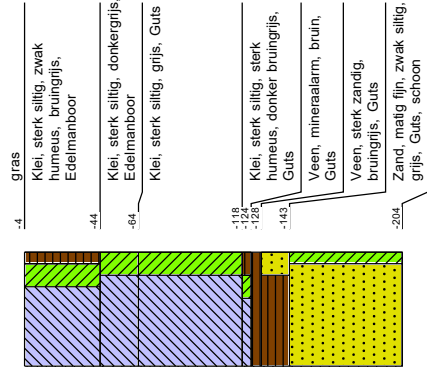 -4
gras
Klei, sterk siltig, zwak
humeus, bruingrijs,
Edelmanboor
-44
Klei, sterk siltig, donkergrijs,
Edelmanboor
-64
Klei, sterk siltig, grijs, Guts
-118
Klei, sterk siltig, sterk
humeus, donker bruingrijs,
Guts
-124
Veen, mineraalarm, bruin,
Guts
-128
Veen, sterk zandig,
bruingrijs, Guts
-143
Zand, matig fijn, zwak siltig,
grijs, Guts, schoon
-204